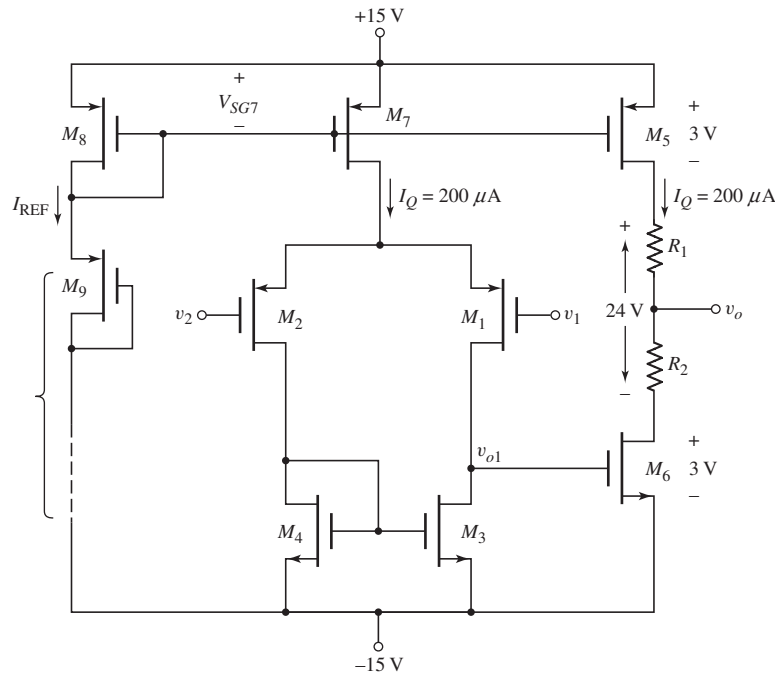 +15 V
+
V_SG7
–
M_8
M_7
M_5
+
3 V
–
I_REF
I_Q = 200 μA
I_Q = 200 μA
M_9
+
24 V
–
R_1
v_2
M_2
M_1
v_1
v_o
R_2
v_o1
M_6
+
3 V
–
M_4
M_3
–15 V